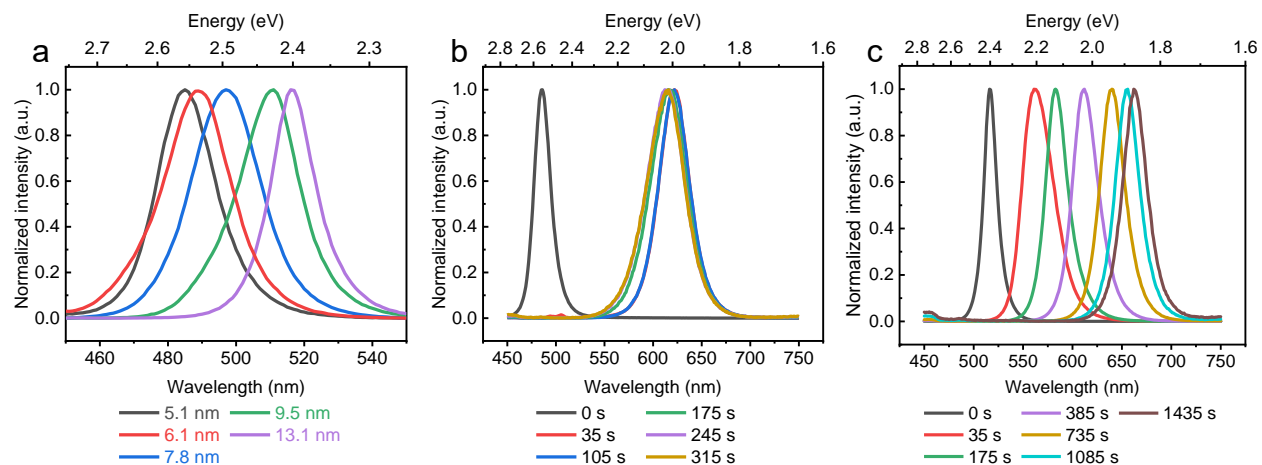 a
Energy (eV)
2.7 2.6 2.5 2.4 2.3
Normalized intensity (a.u.)
1.0
0.8
0.6
0.4
0.2
0.0
460 480 500 520 540
Wavelength (nm)
5.1 nm 9.5 nm
6.1 nm 13.1 nm
7.8 nm
b
Energy (eV)
2.8 2.6 2.4 2.2 2.0 1.8 1.6
Normalized intensity (a.u.)
1.0
0.8
0.6
0.4
0.2
0.0
450 500 550 600 650 700 750
Wavelength (nm)
0 s 175 s
35 s 245 s
105 s 315 s
c
Energy (eV)
2.8 2.6 2.4 2.2 2.0 1.8 1.6
Normalized intensity (a.u.)
1.0
0.8
0.6
0.4
0.2
0.0
450 500 550 600 650 700 750
Wavelength (nm)
0 s 385 s 1435 s
35 s 735 s
175 s 1085 s